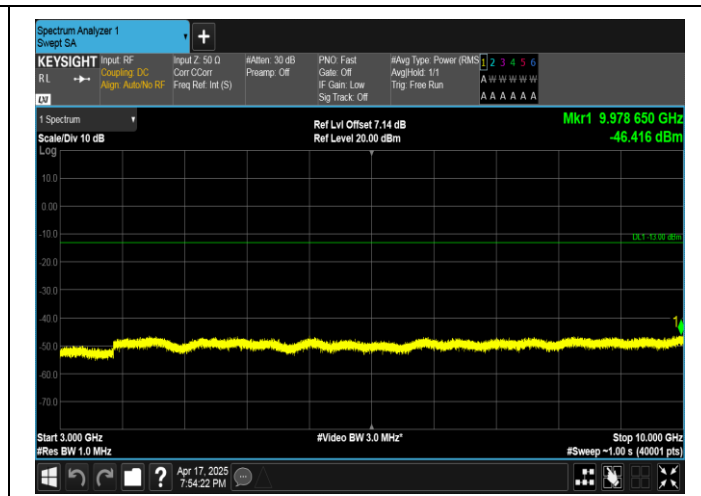 Spectrum Analyzer 1
Swept SA
+
KEYSIGHT
RL
Input: RF
Coupling: DC
Align: Auto/No RF
Input Z: 50 Ω
Corr CCorr
Freq Ref: Int (S)
#Atten: 30 dB
Preamp: Off
PNO: Fast
Gate: Off
IF Gain: Low
Sig Track: Off
#Avg Type: Power (RMS
Avg|Hold: 1/1
Trig: Free Run
1 2 3 4 5 6
A W W W W W
A A A A A A
LXI
1 Spectrum
Scale/Div 10 dB
Ref Lvl Offset 7.14 dB
Ref Level 20.00 dBm
Mkr1 9.978 650 GHz
-46.416 dBm
Log
10.0
0.00
-10.0
DL1 -13.00 dBm
-20.0
-30.0
-40.0
1
-50.0
-60.0
-70.0
Start 3.000 GHz
#Res BW 1.0 MHz
#Video BW 3.0 MHz*
Stop 10.000 GHz
#Sweep ~1.00 s (40001 pts)
?
Apr 17, 2025
7:54:22 PM